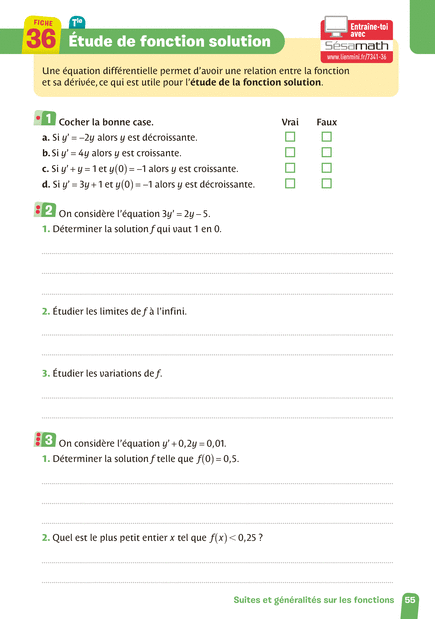 FICHE
36
Tle
Étude de fonction solution
Entraîne-toi
avec
Sésamath
www.lienmini.fr/7341-36
Une équation différentielle permet d'avoir une relation entre la fonction
et sa dérivée, ce qui est utile pour l'étude de la fonction solution.
1 Cocher la bonne case. Vrai Faux
a. Si y′ = –2y alors y est décroissante.
b. Si y′ = 4y alors y est croissante.
c. Si y′ + y = 1 et y(0) = –1 alors y est croissante.
d. Si y′ = 3y + 1 et y(0) = –1 alors y est décroissante.
2 On considère l'équation 3y′ = 2y – 5.
1. Déterminer la solution f qui vaut 1 en 0.
2. Étudier les limites de f à l'infini.
3. Étudier les variations de f.
3 On considère l'équation y′ + 0,2y = 0,01.
1. Déterminer la solution f telle que f(0) = 0,5.
2. Quel est le plus petit entier x tel que f(x) < 0,25 ?
Suites et généralités sur les fonctions 55